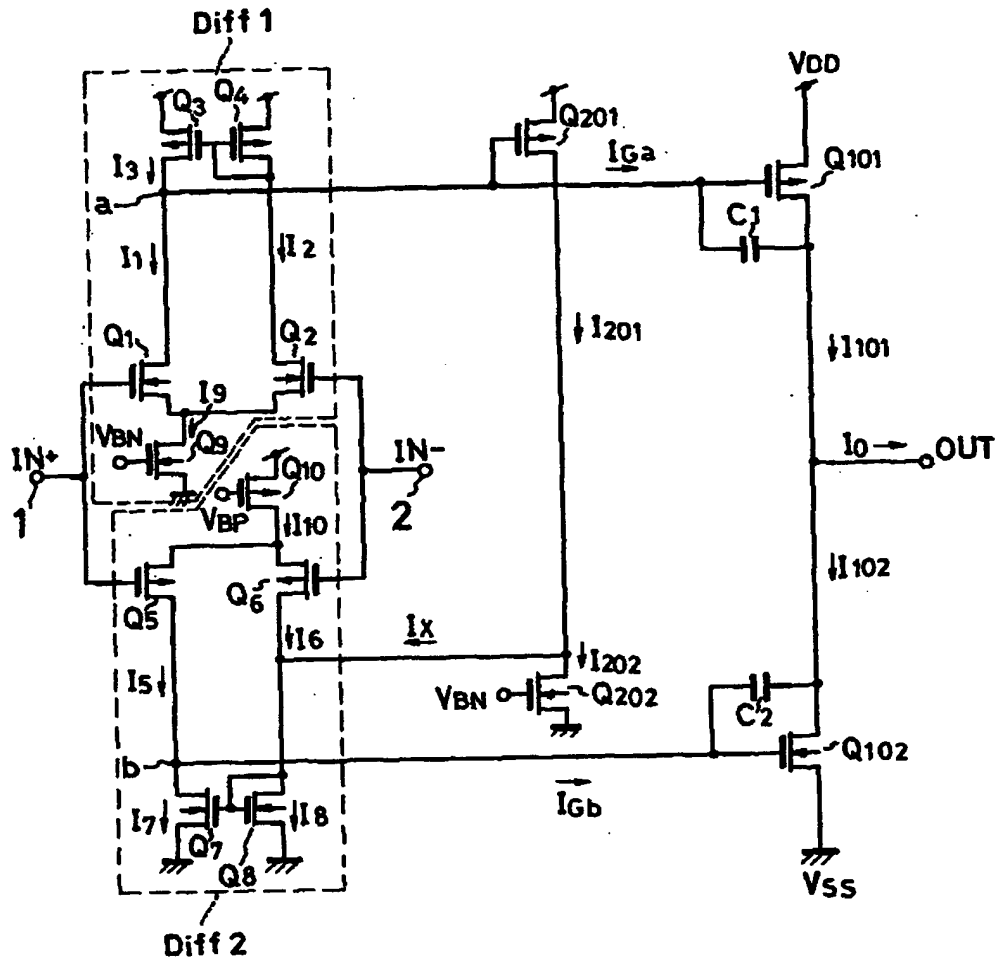 Diff 1
VDD
Q3
Q4
Q201
IGa
Q101
I3
a
C1
I1
I2
I201
I101
Q1
Q2
I9
VBN
Q9
IN+
1
Q10
IN-
2
VBP
I10
Io
OUT
Q5
Q6
I102
I6
Ix
I202
I5
VBN
Q202
C2
b
Q102
IGb
I7
Q7
Q8
I8
VSS
Diff 2